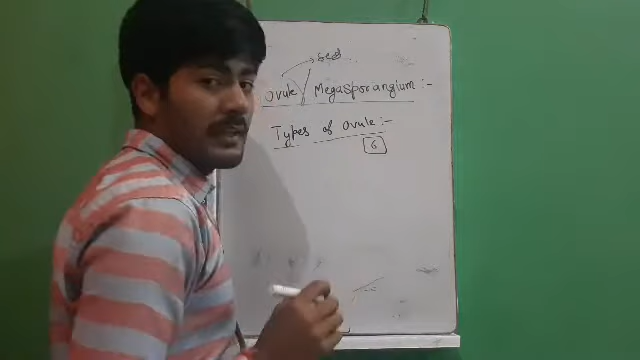 seed
Ovule / Megasporangium :-
Types of ovule :-
6